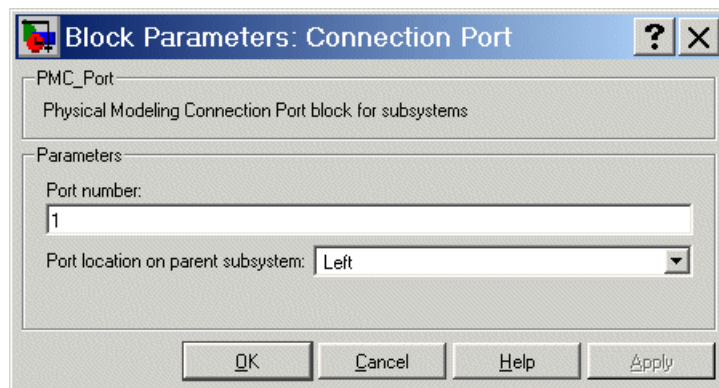 Block Parameters: Connection Port ? X
PMC_Port
Physical Modeling Connection Port block for subsystems
Parameters
Port number:
1
Port location on parent subsystem: Left
OK Cancel Help Apply